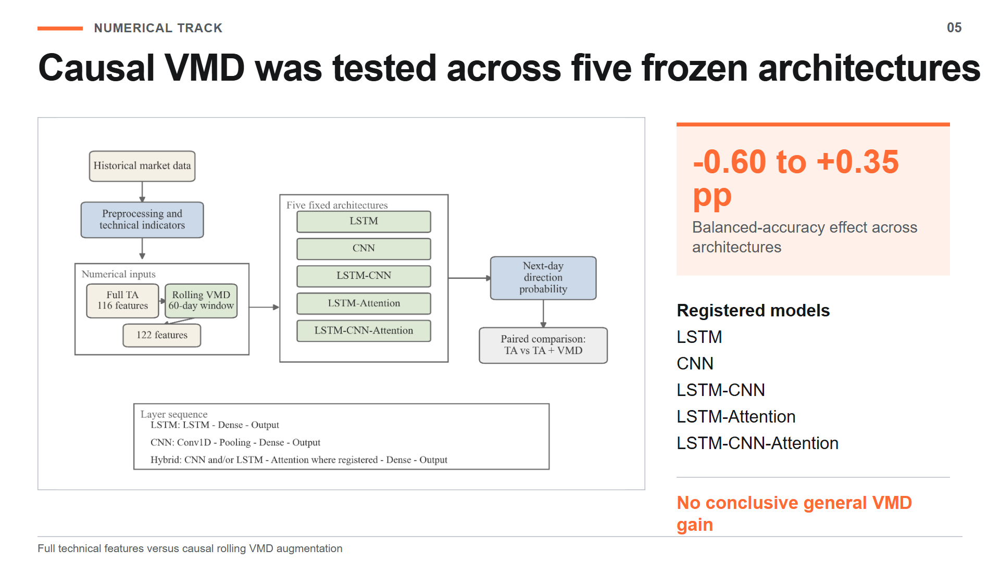 NUMERICAL TRACK
05
Causal VMD was tested across five frozen architectures
Historical market data
Preprocessing and
technical indicators
Numerical inputs
Full TA
116 features
Rolling VMD
60-day window
122 features
Five fixed architectures
LSTM
CNN
LSTM-CNN
LSTM-Attention
LSTM-CNN-Attention
Next-day
direction
probability
Paired comparison:
TA vs TA + VMD
Layer sequence
LSTM: LSTM - Dense - Output
CNN: Conv1D - Pooling - Dense - Output
Hybrid: CNN and/or LSTM - Attention where registered - Dense - Output
-0.60 to +0.35
pp
Balanced-accuracy effect across
architectures
Registered models
LSTM
CNN
LSTM-CNN
LSTM-Attention
LSTM-CNN-Attention
No conclusive general VMD
gain
Full technical features versus causal rolling VMD augmentation